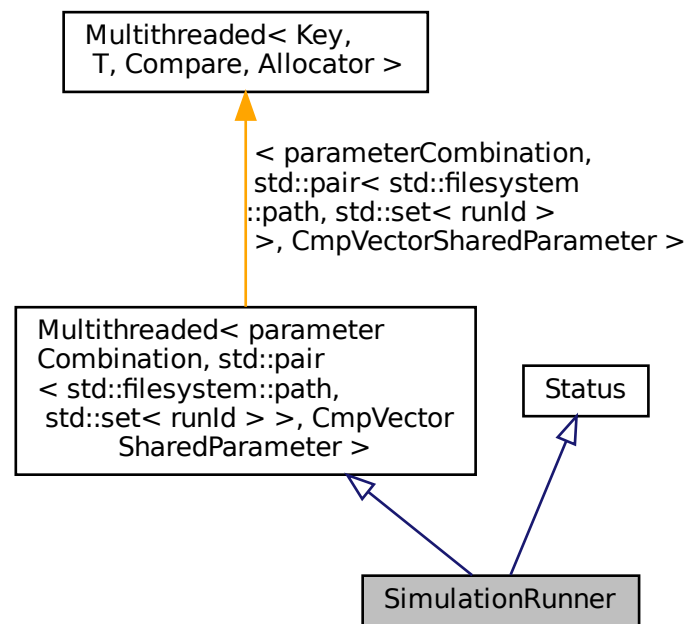 Multithreaded< Key,
T, Compare, Allocator >
< parameterCombination,
std::pair< std::filesystem
::path, std::set< runId >
>, CmpVectorSharedParameter >
Multithreaded< parameter
Combination, std::pair
< std::filesystem::path,
std::set< runId > >, CmpVector
SharedParameter >
Status
SimulationRunner